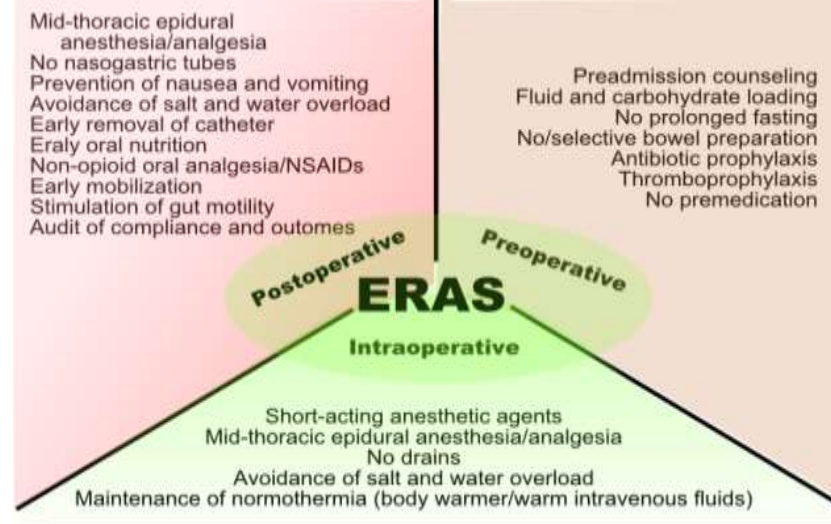 Mid-thoracic epidural
anesthesia/analgesia
No nasogastric tubes
Prevention of nausea and vomiting
Avoidance of salt and water overload
Early removal of catheter
Eraly oral nutrition
Non-opioid oral analgesia/NSAIDs
Early mobilization
Stimulation of gut motility
Audit of compliance and outomes
Preadmission counseling
Fluid and carbohydrate loading
No prolonged fasting
No/selective bowel preparation
Antibiotic prophylaxis
Thromboprophylaxis
No premedication
Postoperative
Preoperative
ERAS
Intraoperative
Short-acting anesthetic agents
Mid-thoracic epidural anesthesia/analgesia
No drains
Avoidance of salt and water overload
Maintenance of normothermia (body warmer/warm intravenous fluids)